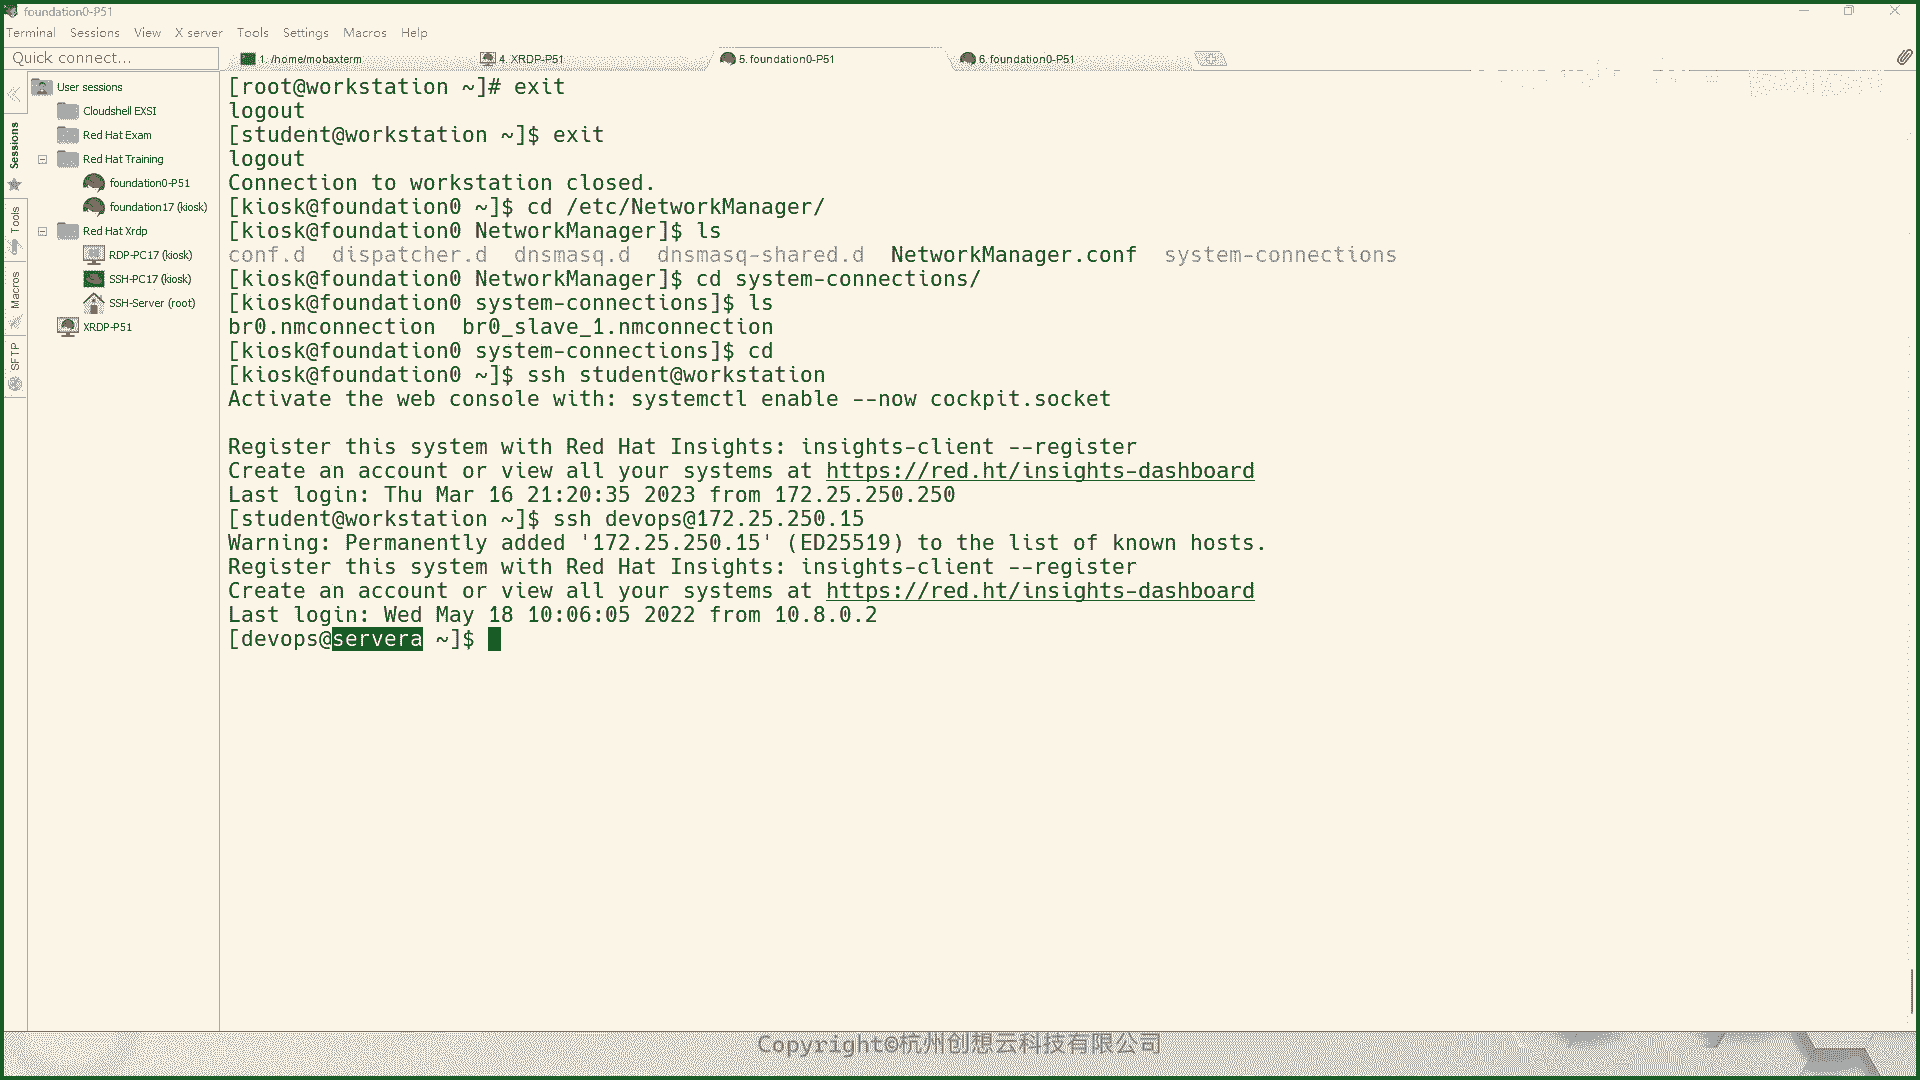 foundation0-P51
Terminal Sessions View X server Tools Settings Macros Help
Quick connect...
1. /home/mobaxterm
4. XRDP-P51
5. foundation0-P51
6. foundation0-P51
Sessions
Tools
Macros
SFTP
User sessions
Cloudshell EXSI
Red Hat Exam
Red Hat Training
foundation0-P51
foundation17 (kiosk)
Red Hat Xrdp
RDP-PC17 (kiosk)
SSH-PC17 (kiosk)
SSH-Server (root)
XRDP-P51
[root@workstation ~]# exit
logout
[student@workstation ~]$ exit
logout
Connection to workstation closed.
[kiosk@foundation0 ~]$ cd /etc/NetworkManager/
[kiosk@foundation0 NetworkManager]$ ls
conf.d dispatcher.d dnsmasq.d dnsmasq-shared.d NetworkManager.conf system-connections
[kiosk@foundation0 NetworkManager]$ cd system-connections/
[kiosk@foundation0 system-connections]$ ls
br0.nmconnection br0_slave_1.nmconnection
[kiosk@foundation0 system-connections]$ cd
[kiosk@foundation0 ~]$ ssh student@workstation
Activate the web console with: systemctl enable --now cockpit.socket
Register this system with Red Hat Insights: insights-client --register
Create an account or view all your systems at https://red.ht/insights-dashboard
Last login: Thu Mar 16 21:20:35 2023 from 172.25.250.250
[student@workstation ~]$ ssh devops@172.25.250.15
Warning: Permanently added '172.25.250.15' (ED25519) to the list of known hosts.
Register this system with Red Hat Insights: insights-client --register
Create an account or view all your systems at https://red.ht/insights-dashboard
Last login: Wed May 18 10:06:05 2022 from 10.8.0.2
[devops@servera ~]$
Copyright©杭州创想云科技有限公司